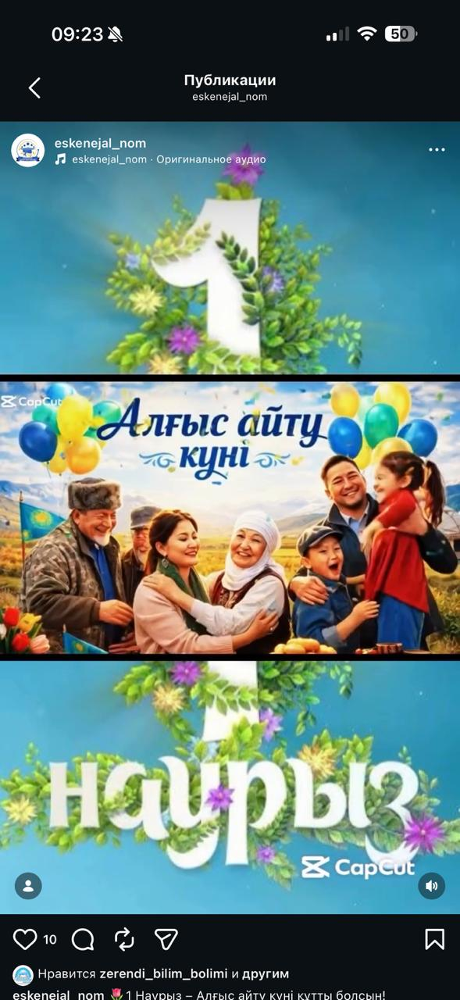 09:23
50
Публикации
eskenejal_nom
eskenejal_nom
eskenejal_nom · Оригинальное аудио
1
CapCut
Алғыс айту
күні
наурыз
CapCut
10
Нравится zerendi_bilim_bolimi и другим
eskenejal_nom 🌷1 Наурыз – Алғыс айту күні құтты болсын!